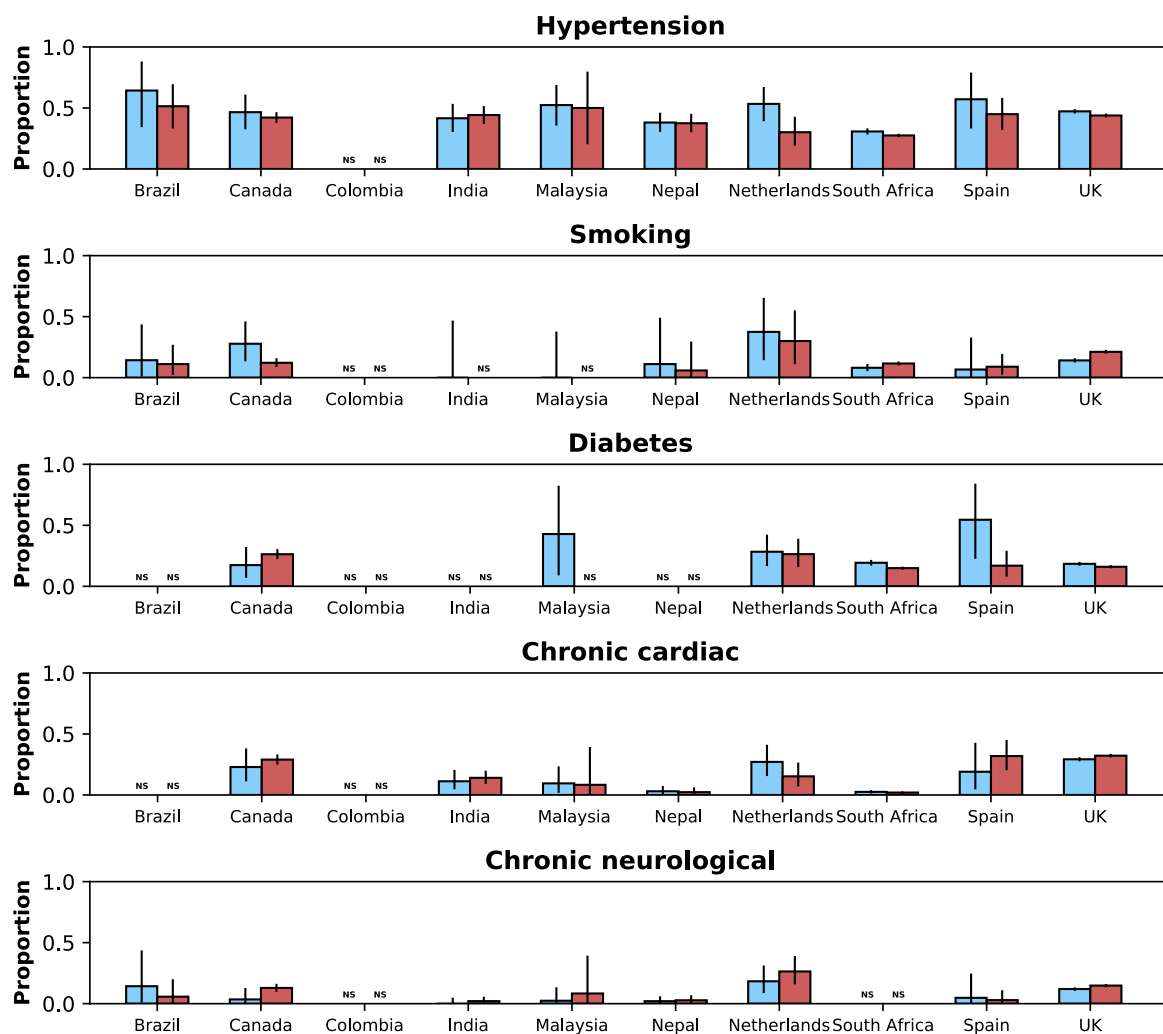 Hypertension
Proportion
1.0
0.5
0.0
NS NS
Brazil Canada Colombia India Malaysia Nepal Netherlands South Africa Spain UK
Smoking
Proportion
1.0
0.5
0.0
NS NS NS NS
Brazil Canada Colombia India Malaysia Nepal Netherlands South Africa Spain UK
Diabetes
Proportion
1.0
0.5
0.0
NS NS NS NS NS NS NS NS NS
Brazil Canada Colombia India Malaysia Nepal Netherlands South Africa Spain UK
Chronic cardiac
Proportion
1.0
0.5
0.0
NS NS NS NS
Brazil Canada Colombia India Malaysia Nepal Netherlands South Africa Spain UK
Chronic neurological
Proportion
1.0
0.5
0.0
NS NS NS NS
Brazil Canada Colombia India Malaysia Nepal Netherlands South Africa Spain UK